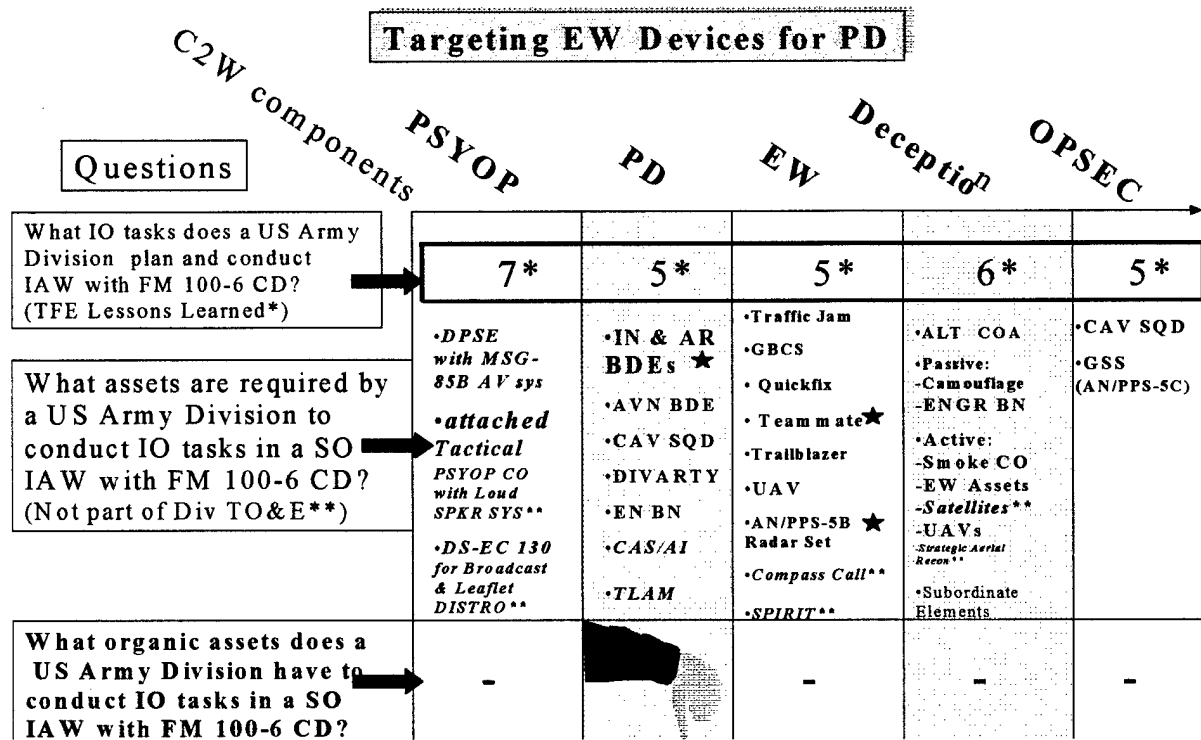 Targeting EW Devices for PD
C2W components
PSYOP
PD
EW
Deception
OPSEC
Questions
What IO tasks does a US Army
Division plan and conduct
IAW with FM 100-6 CD?
(TFE Lessons Learned*)
7*
5*
5*
6*
5*
What assets are required by
a US Army Division to
conduct IO tasks in a SO
IAW with FM 100-6 CD?
(Not part of Div TO&E**)
•DPSE
with MSG-
85B AV sys
•attached
Tactical
PSYOP CO
with Loud
SPKR SYS**
•DS-EC 130
for Broadcast
& Leaflet
DISTRO**
•IN & AR
BDEs ★
•AVN BDE
•CAV SQD
•DIVARTY
•EN BN
•CAS/AI
•TLAM
•Traffic Jam
•GBCS
•Quickfix
•Teammate★
•Trailblazer
•UAV
•AN/PPS-5B ★
Radar Set
•Compass Call**
•SPIRIT**
•ALT COA
•Passive:
-Camouflage
-ENGR BN
•Active:
-Smoke CO
-EW Assets
-Satellites**
-UAVs
-Strategic Aerial
Recon**
•Subordinate
Elements
•CAV SQD
•GSS
(AN/PPS-5C)
What organic assets does a
US Army Division have to
conduct IO tasks in a SO
IAW with FM 100-6 CD?
-
-
-
-